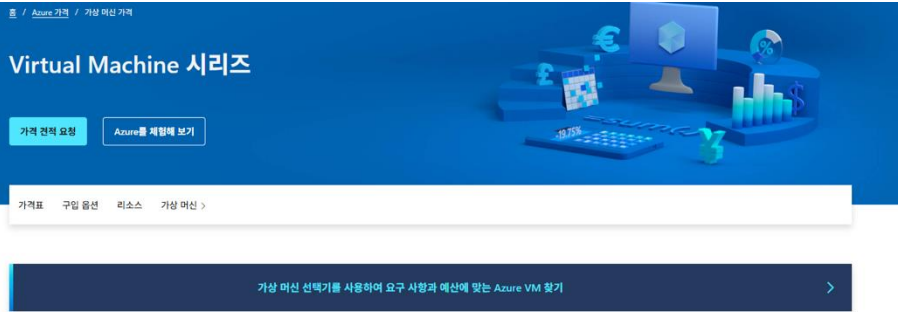 홈 / Azure 가격 / 가상 머신 가격
Virtual Machine 시리즈
가격 견적 요청 Azure를 체험해 보기
-19.75%
%
가격표 구입 옵션 리소스 가상 머신 >
가상 머신 선택기를 사용하여 요구 사항과 예산에 맞는 Azure VM 찾기 >